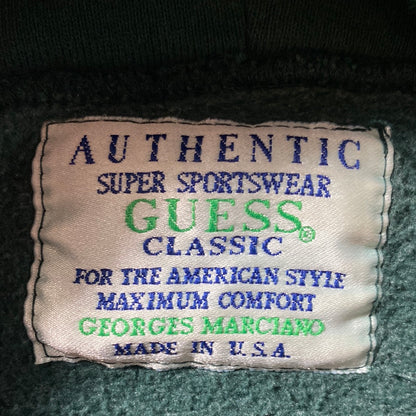 AUTHENTIC
SUPER SPORTSWEAR
GUESS®
CLASSIC
FOR THE AMERICAN STYLE
MAXIMUM COMFORT
GEORGES MARCIANO
MADE IN U.S.A.